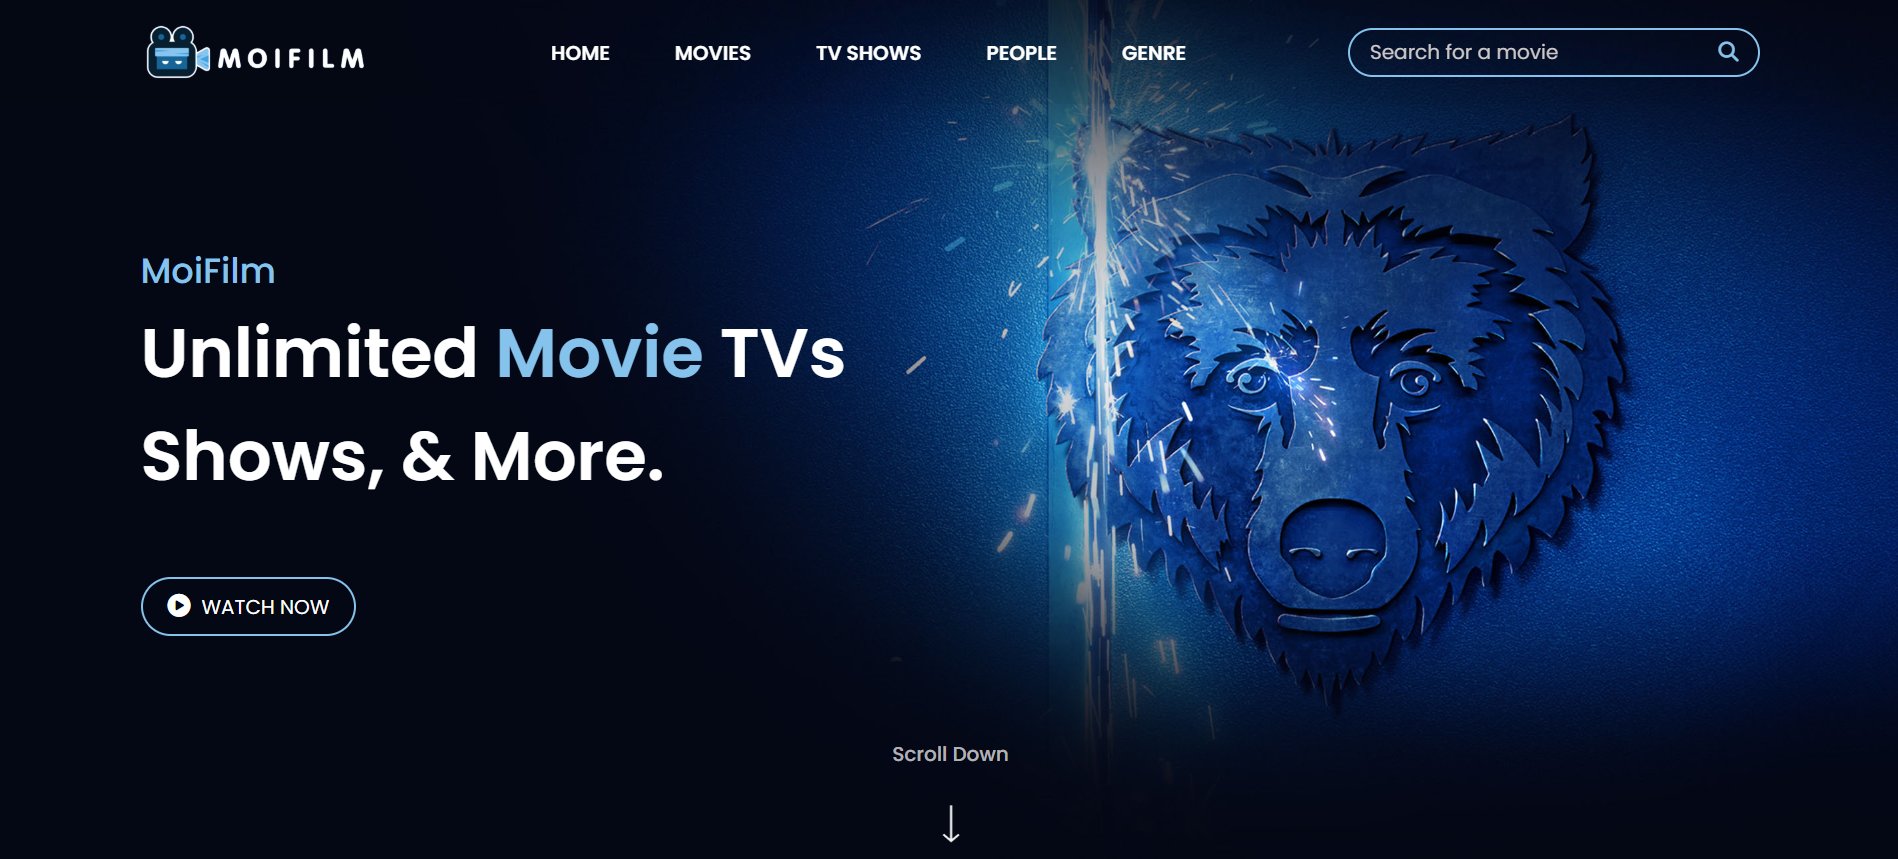 MOIFILM
HOME
MOVIES
TV SHOWS
PEOPLE
GENRE
Search for a movie
MoiFilm
Unlimited Movie TVs
Shows, & More.
WATCH NOW
Scroll Down